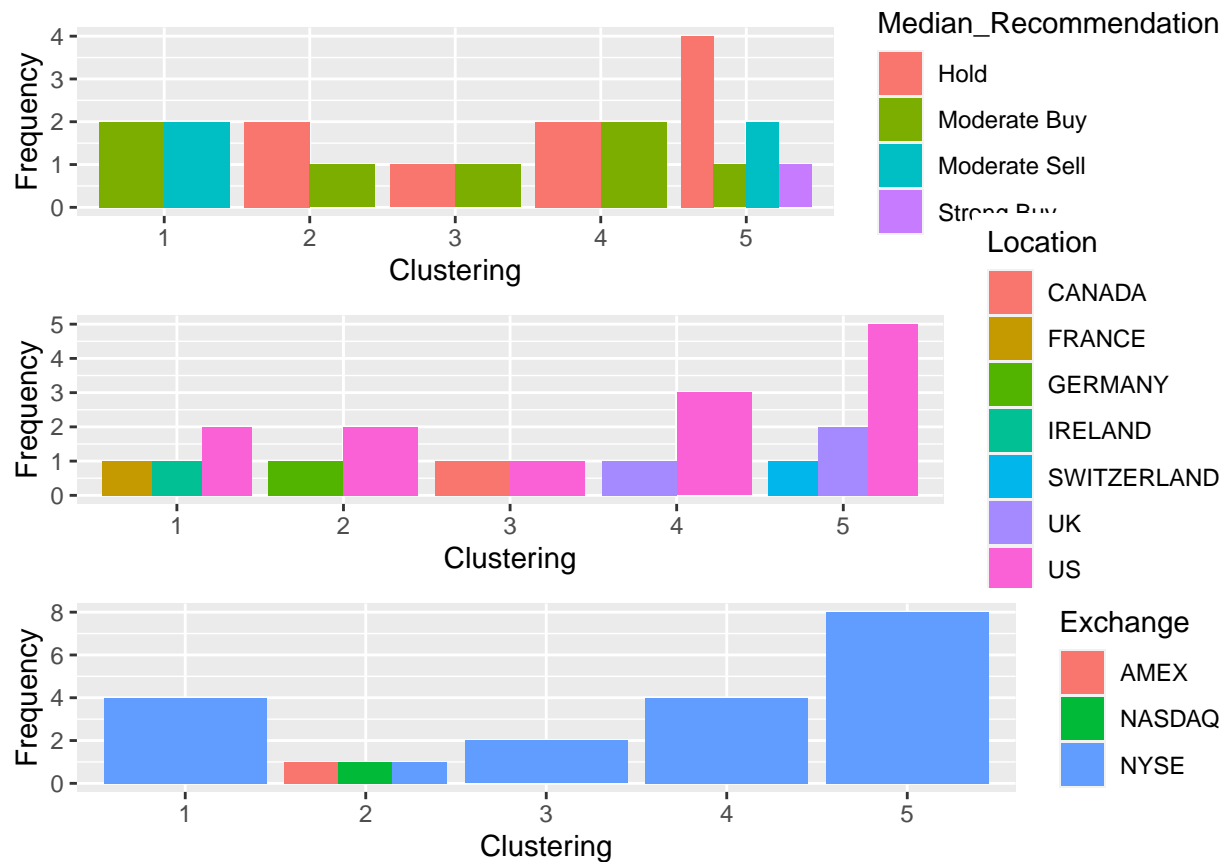 Median_Recommendation
Hold
Moderate Buy
Moderate Sell
Strong Buy
Frequency
4
3
2
1
0
1 2 3 4 5
Clustering
Location
CANADA
FRANCE
GERMANY
IRELAND
SWITZERLAND
UK
US
Frequency
5
4
3
2
1
0
1 2 3 4 5
Clustering
Exchange
AMEX
NASDAQ
NYSE
Frequency
8
6
4
2
0
1 2 3 4 5
Clustering